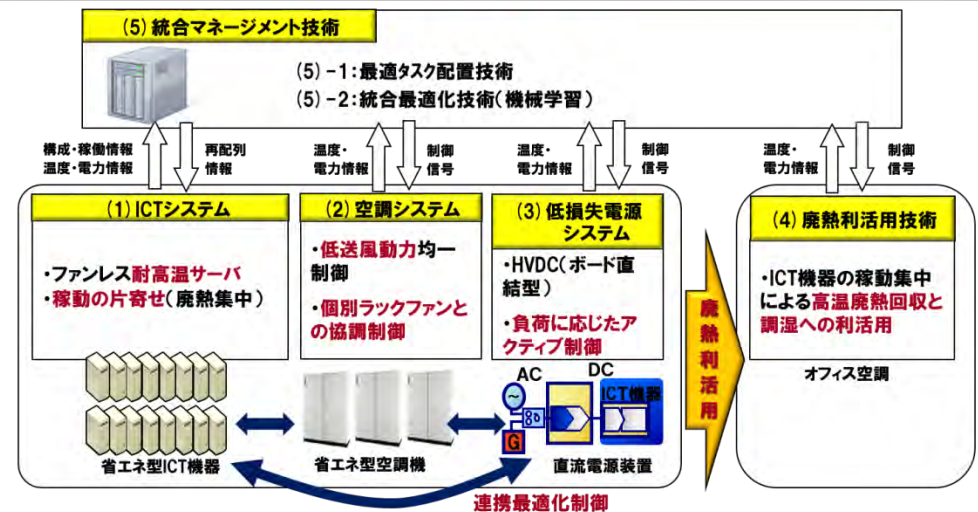 (5)統合マネージメント技術
(5)-1:最適タスク配置技術
(5)-2:統合最適化技術(機械学習)
構成・稼働情報
温度・電力情報
再配列
情報
温度・
電力情報
制御
信号
温度・
電力情報
制御
信号
温度・
電力情報
制御
信号
(1)ICTシステム
・ファンレス耐高温サーバ
・稼動の片寄せ(廃熱集中)
省エネ型ICT機器
(2)空調システム
・低送風動力均一
制御
・個別ラックファンと
の協調制御
省エネ型空調機
(3)低損失電源
システム
・HVDC(ボード直
結型)
・負荷に応じたア
クティブ制御
AC
DC
ICT機器
~
G
直流電源装置
連携最適化制御
廃熱利活用
(4)廃熱利活用技術
・ICT機器の稼動集中
による高温廃熱回収と
調湿への利活用
オフィス空調